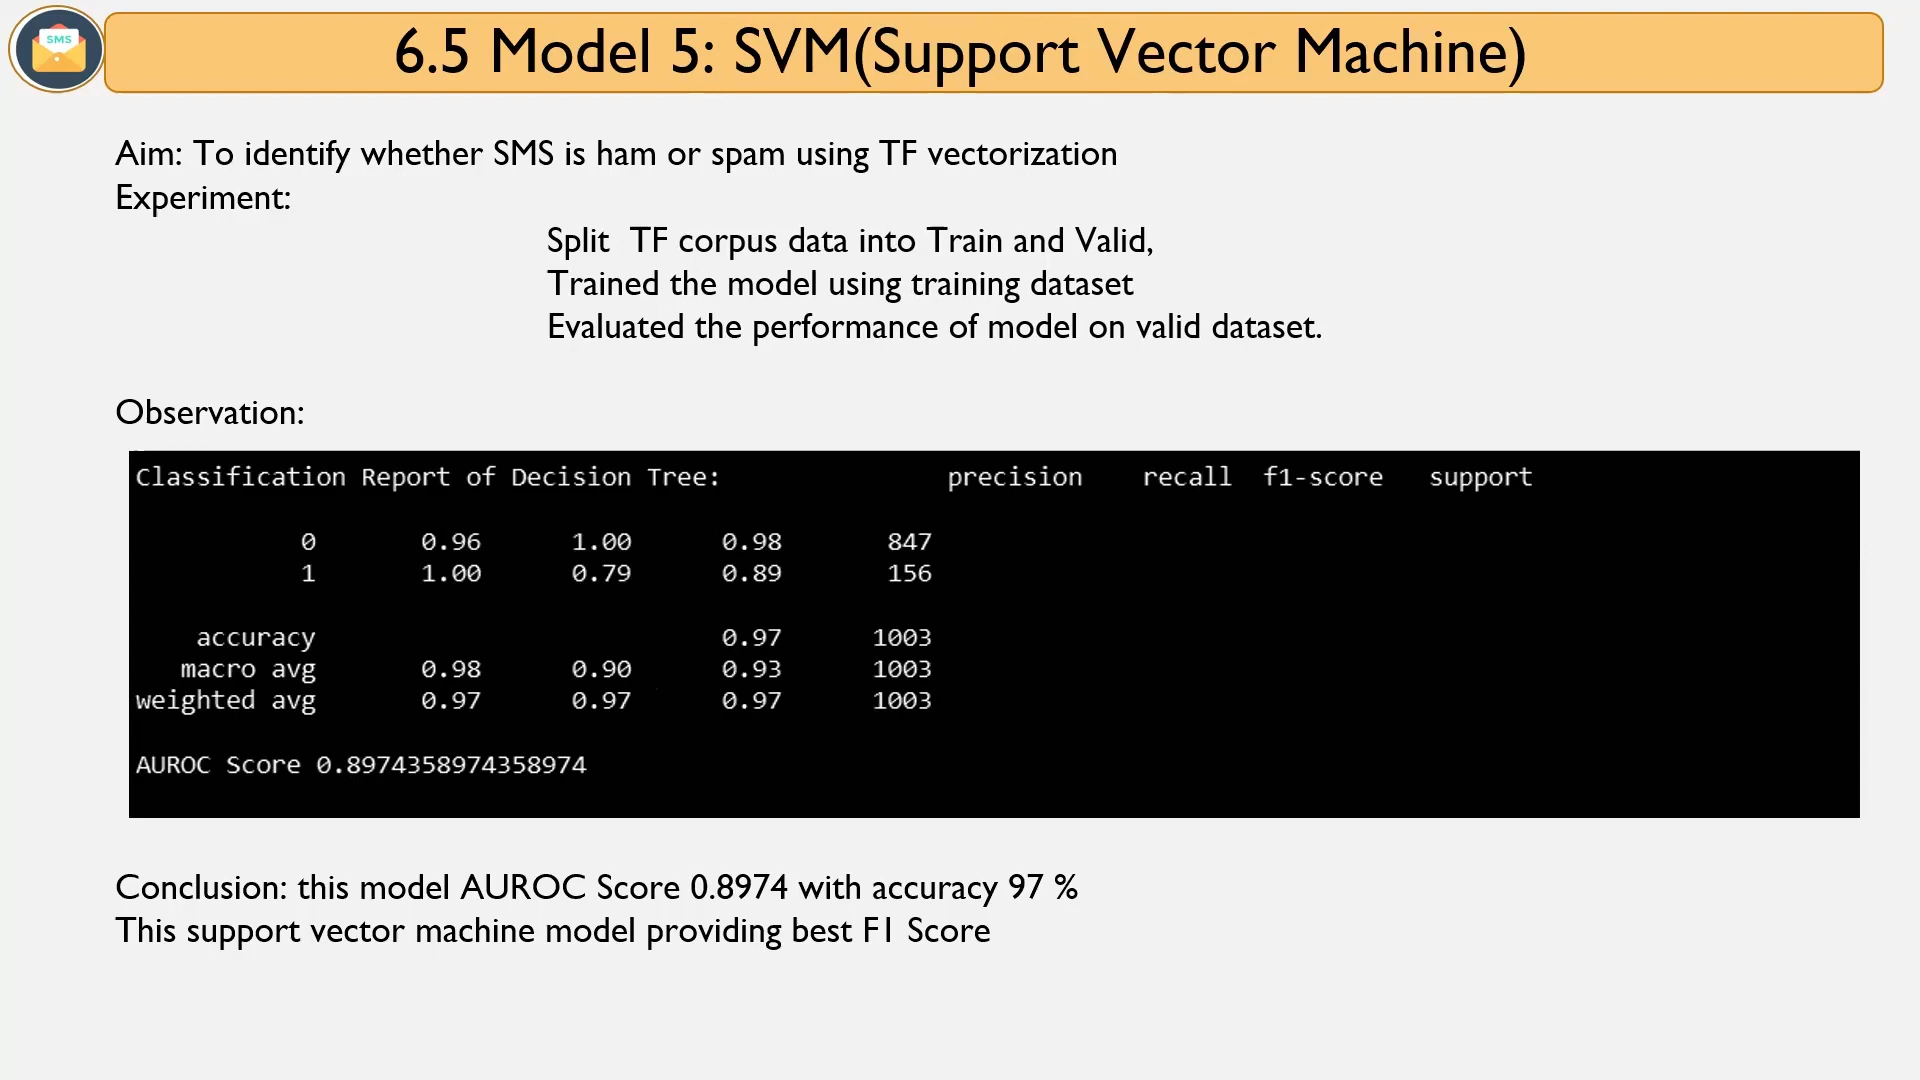 SMS
6.5 Model 5: SVM(Support Vector Machine)
Aim: To identify whether SMS is ham or spam using TF vectorization
Experiment:
Split TF corpus data into Train and Valid,
Trained the model using training dataset
Evaluated the performance of model on valid dataset.
Observation:
Classification Report of Decision Tree: precision recall f1-score support
0 0.96 1.00 0.98 847
1 1.00 0.79 0.89 156
accuracy 0.97 1003
macro avg 0.98 0.90 0.93 1003
weighted avg 0.97 0.97 0.97 1003
AUROC Score 0.8974358974358974
Conclusion: this model AUROC Score 0.8974 with accuracy 97 %
This support vector machine model providing best F1 Score